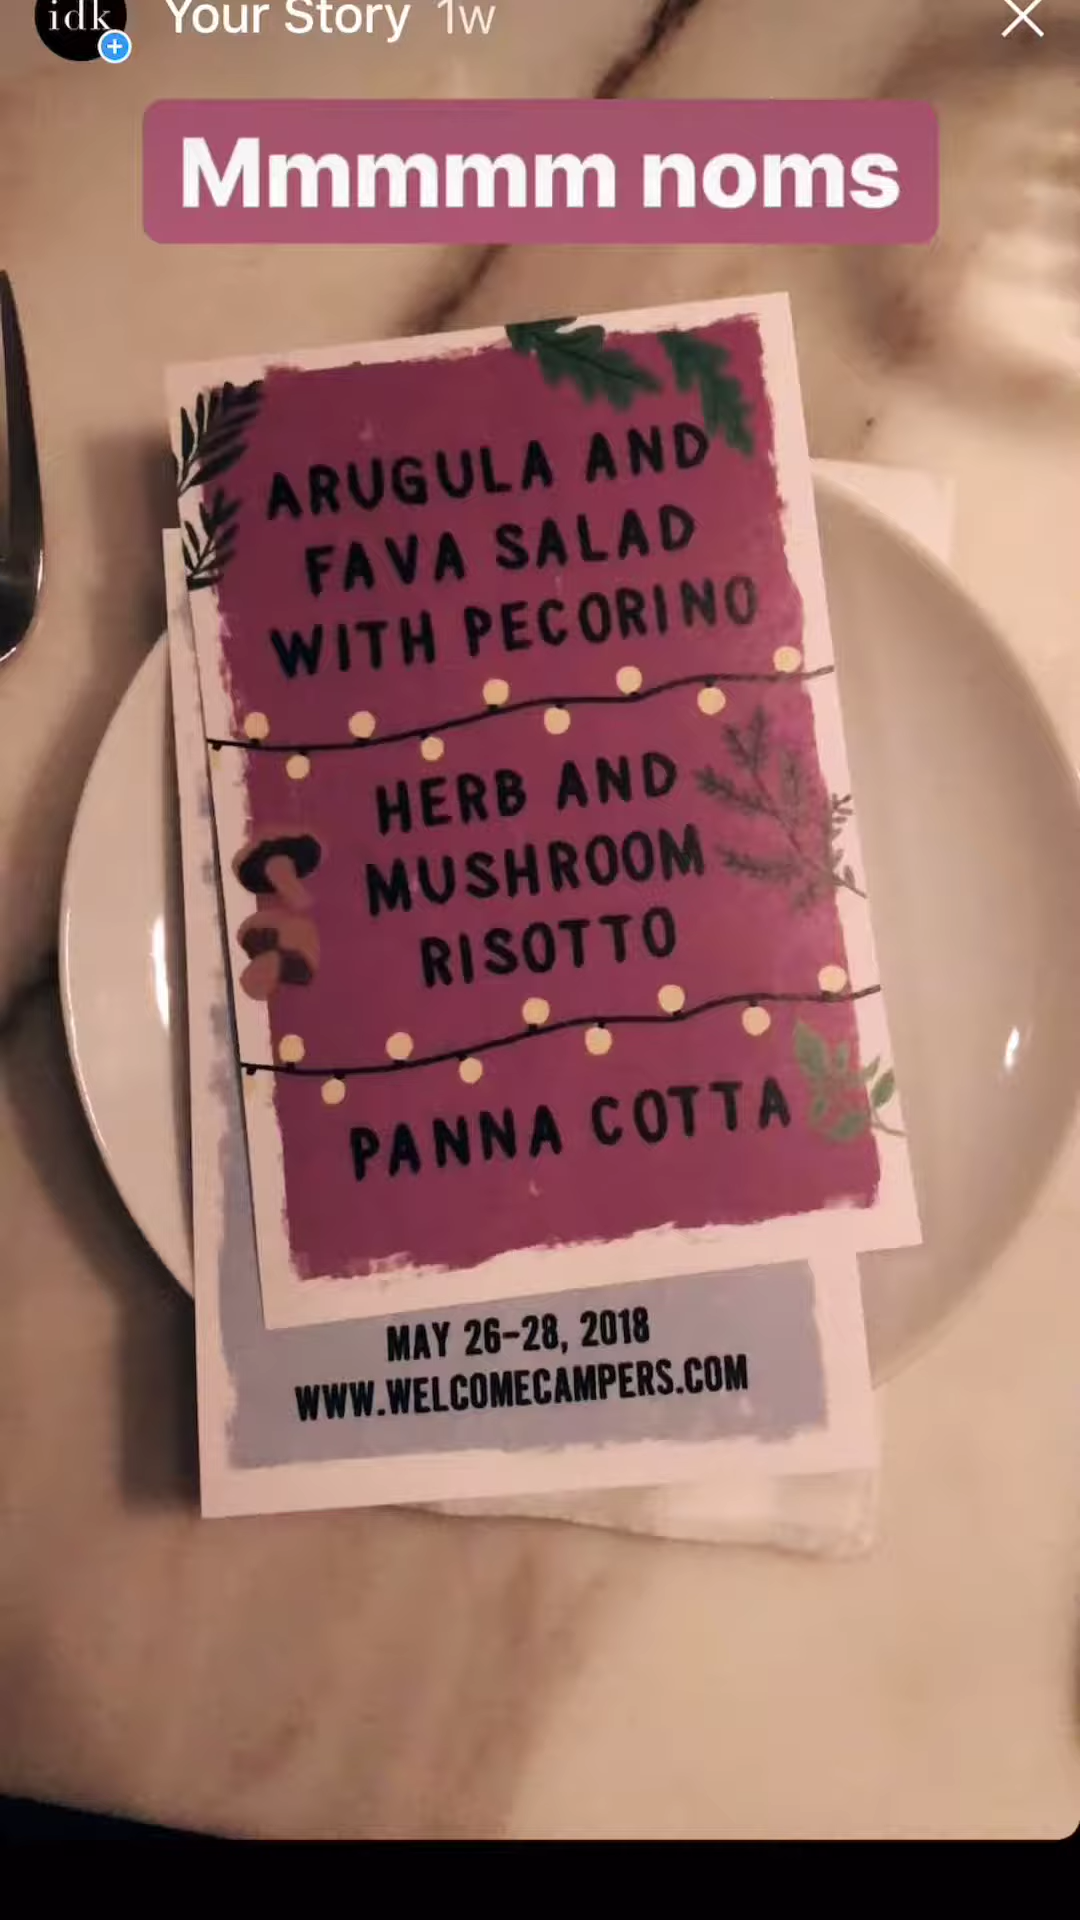 idk
Your Story 1w
Mmmmm noms
ARUGULA AND
FAVA SALAD
WITH PECORINO
HERB AND
MUSHROOM
RISOTTO
PANNA COTTA
MAY 26-28, 2018
WWW.WELCOMECAMPERS.COM